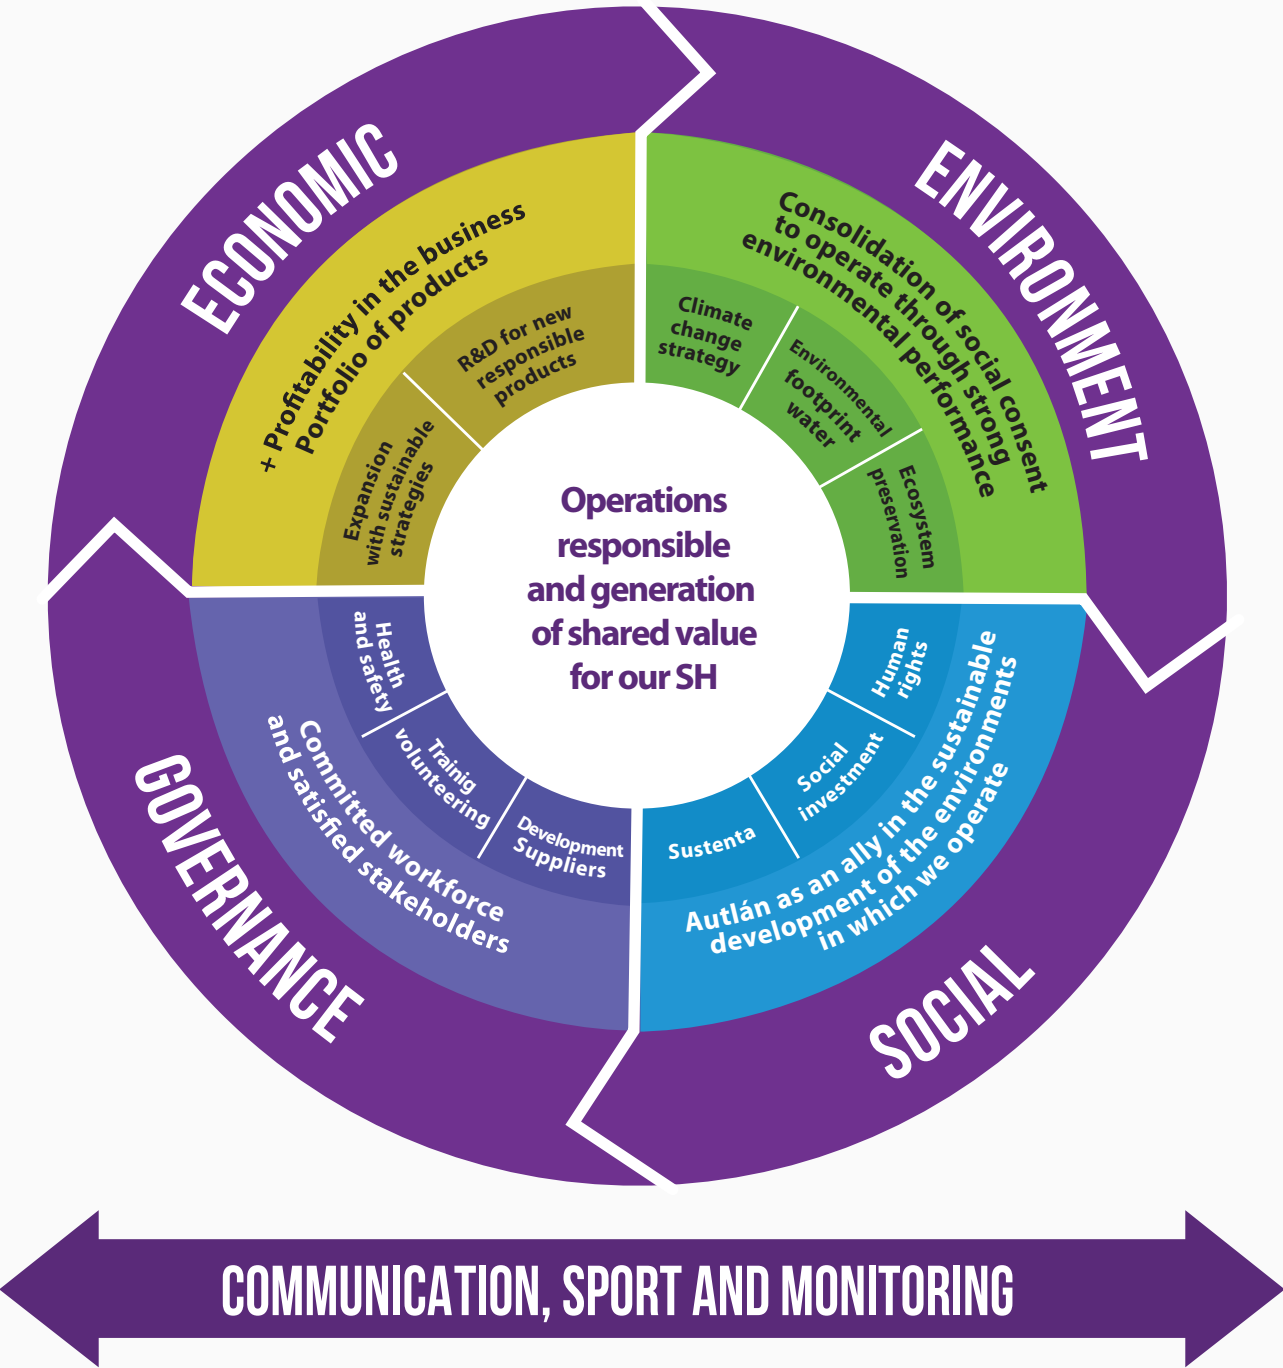 ECONOMIC
+ Profitability in the business
Portfolio of products
R&D for new
responsible
products
Expansion
with sustainable
strategies
ENVIRONMENT
Consolidation of social consent
to operate through strong
environmental performance
Climate
change
strategy
Environmental
footprint
water
Ecosystem
preservation
Operations
responsible
and generation
of shared value
for our SH
GOVERNANCE
Health
and safety
Trainig
volunteering
Development
Suppliers
Committed workforce
and satisfied stakeholders
SOCIAL
Human
rights
Social
investment
Sustenta
Autlán as an ally in the sustainable
development of the environments
in which we operate
COMMUNICATION, SPORT AND MONITORING